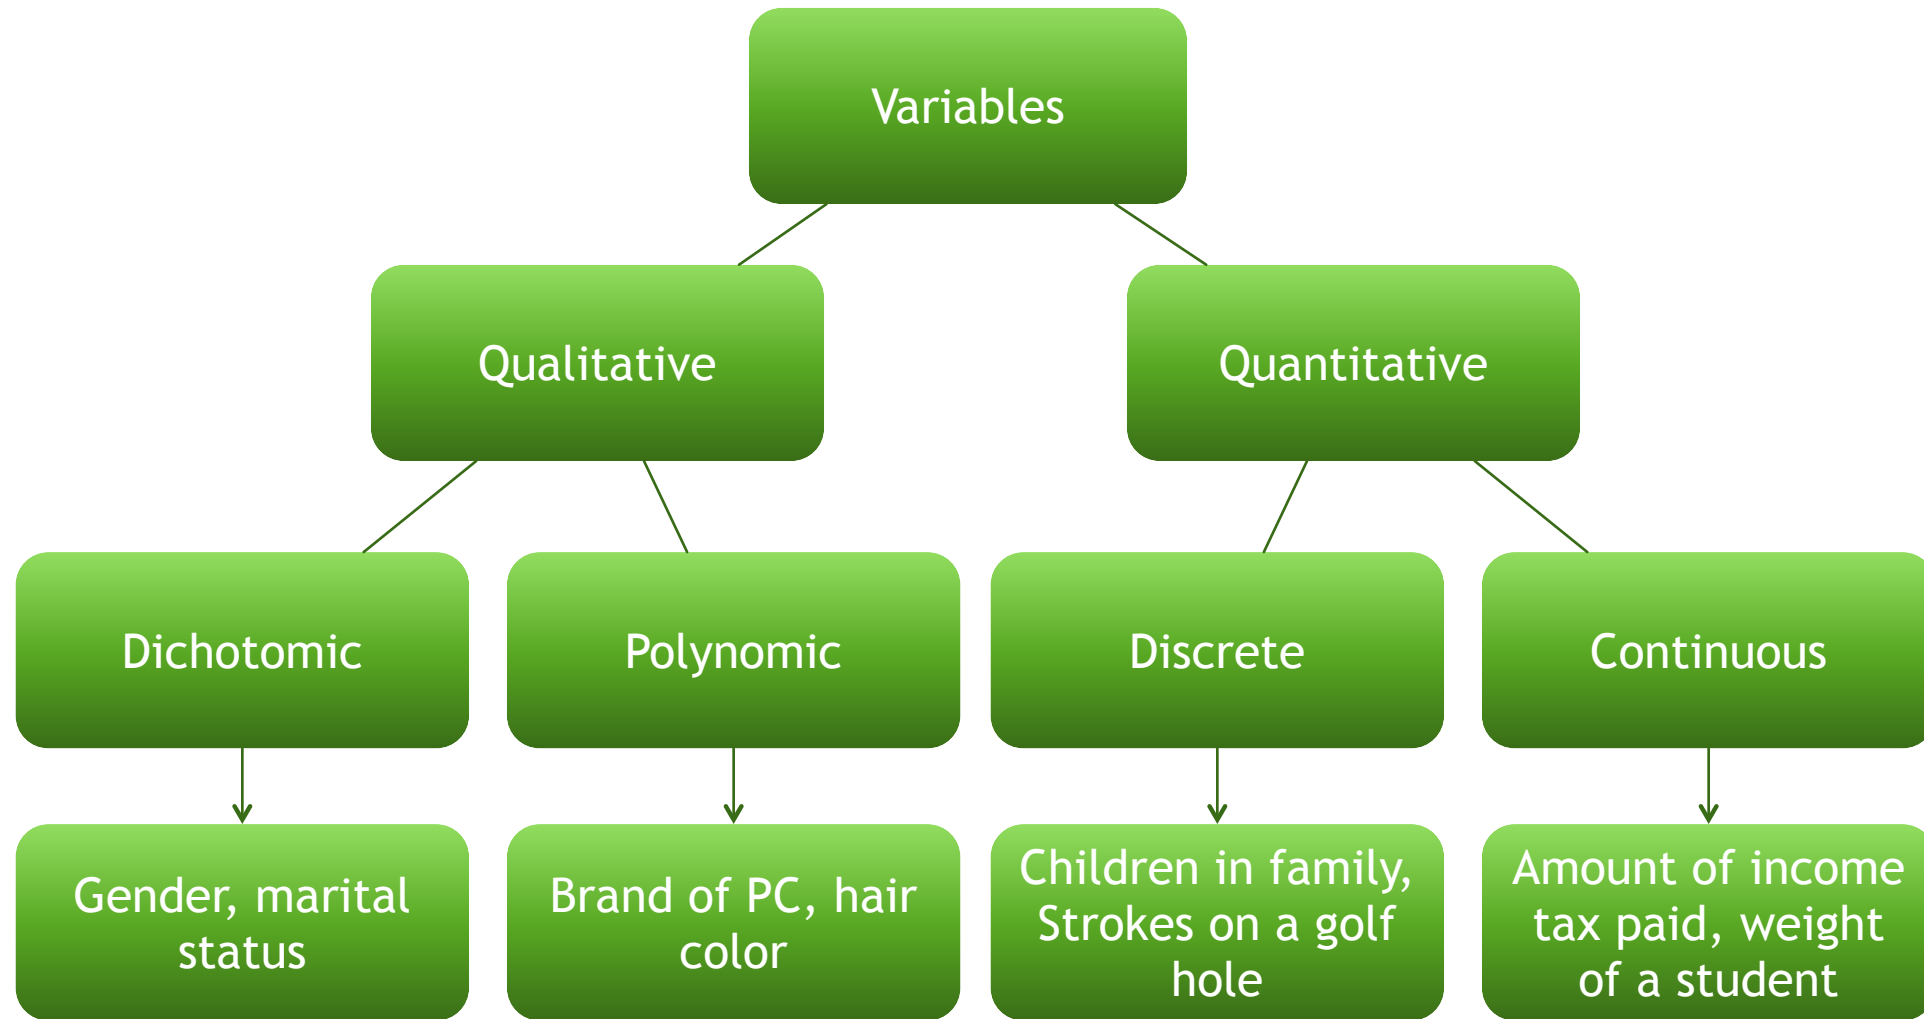 Variables
Qualitative
Quantitative
Dichotomic
Polynomic
Discrete
Continuous
Gender, marital
status
Brand of PC, hair
color
Children in family,
Strokes on a golf
hole
Amount of income
tax paid, weight
of a student